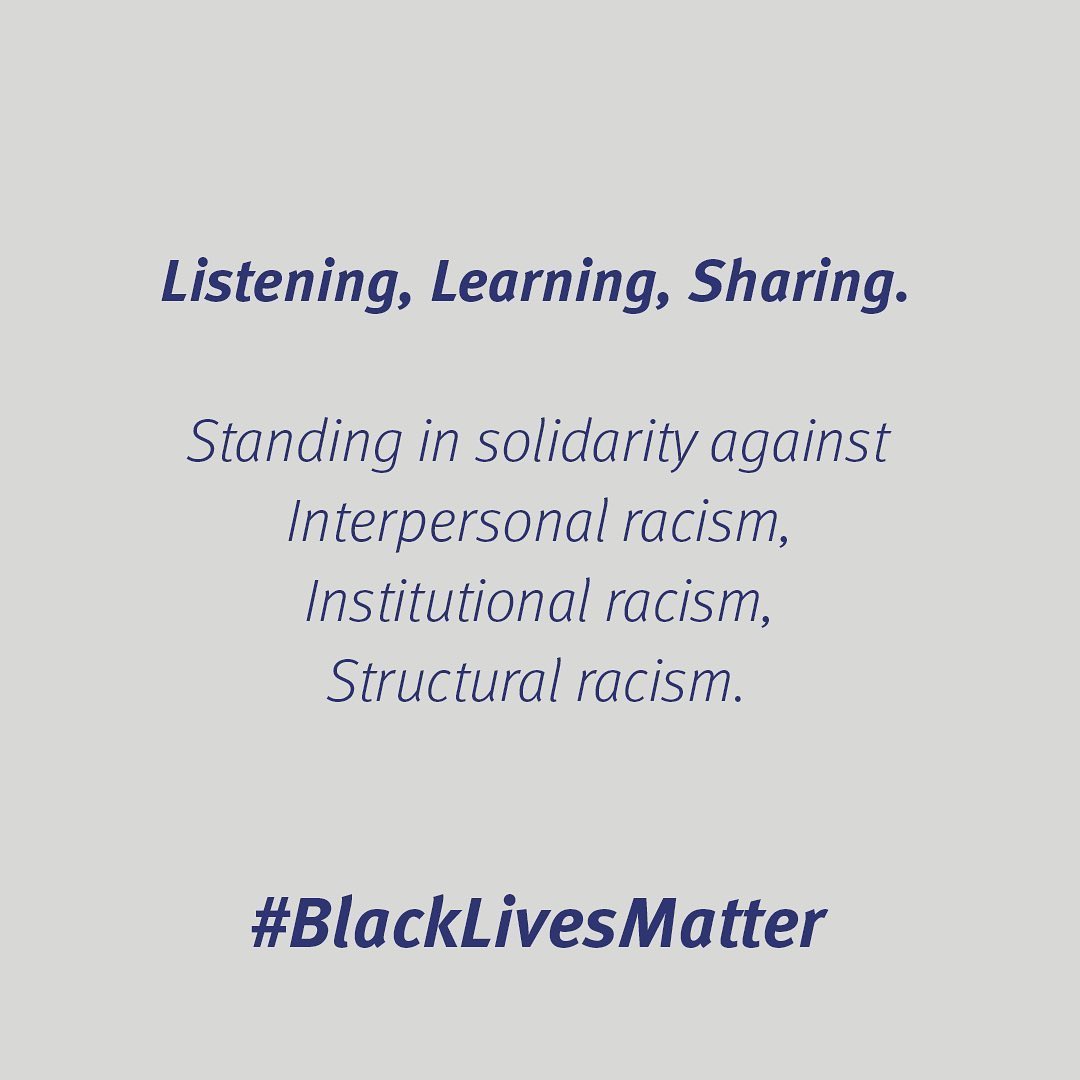 Listening, Learning, Sharing.
Standing in solidarity against
Interpersonal racism,
Institutional racism,
Structural racism.
#BlackLivesMatter